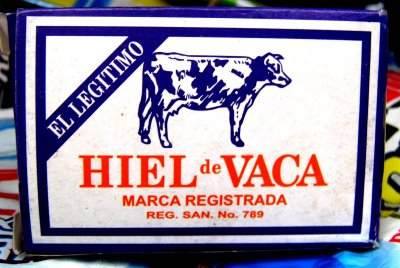 EL LEGITIMO
HIEL de VACA
MARCA REGISTRADA
REG. SAN. No. 789